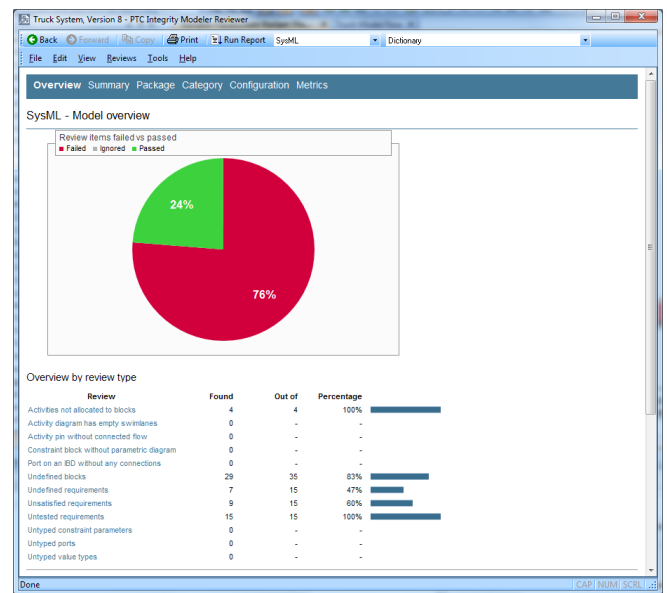 Truck System, Version 8 - PTC Integrity Modeler Reviewer
Back Forward Copy Print Run Report SysML Dictionary
File Edit View Reviews Tools Help
Overview Summary Package Category Configuration Metrics
SysML - Model overview
Review items failed vs passed
Failed Ignored Passed
24%
76%
Overview by review type
Review Found Out of Percentage
Activities not allocated to blocks 4 4 100%
Activity diagram has empty swimlanes 0 - -
Activity pin without connected flow 0 - -
Constraint block without parametric diagram 0 - -
Port on an IBD without any connections 0 - -
Undefined blocks 29 35 83%
Undefined requirements 7 15 47%
Unsatisfied requirements 9 15 60%
Untested requirements 15 15 100%
Untyped constraint parameters 0 - -
Untyped ports 0 - -
Untyped value types 0 - -
Done CAP NUM SCRL